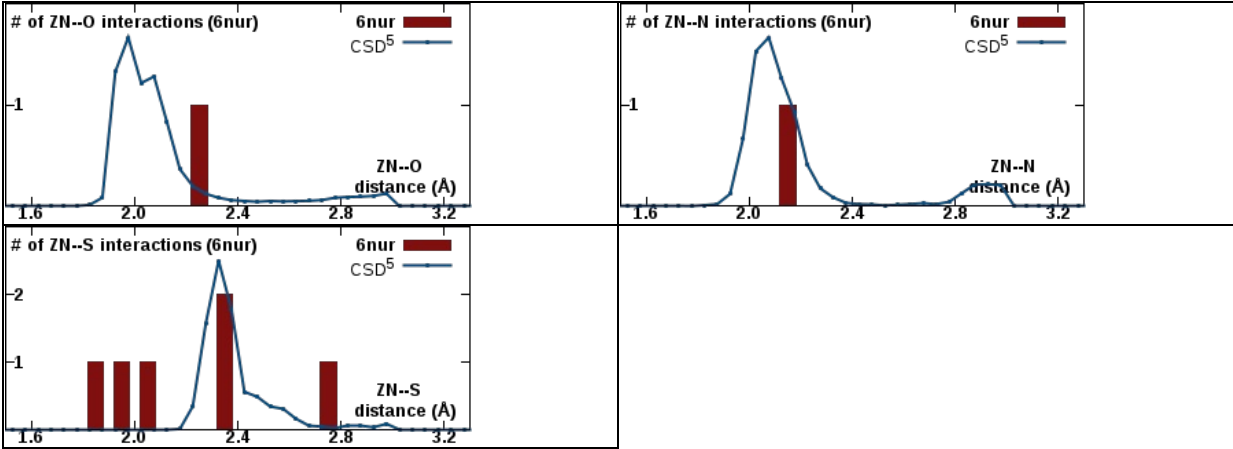 # of ZN--O interactions (6nur)
6nur
CSD5
1
ZN--O
distance (Å)
1.6 2.0 2.4 2.8 3.2
# of ZN--N interactions (6nur)
6nur
CSD5
1
ZN--N
distance (Å)
1.6 2.0 2.4 2.8 3.2
# of ZN--S interactions (6nur)
6nur
CSD5
2
1
ZN--S
distance (Å)
1.6 2.0 2.4 2.8 3.2